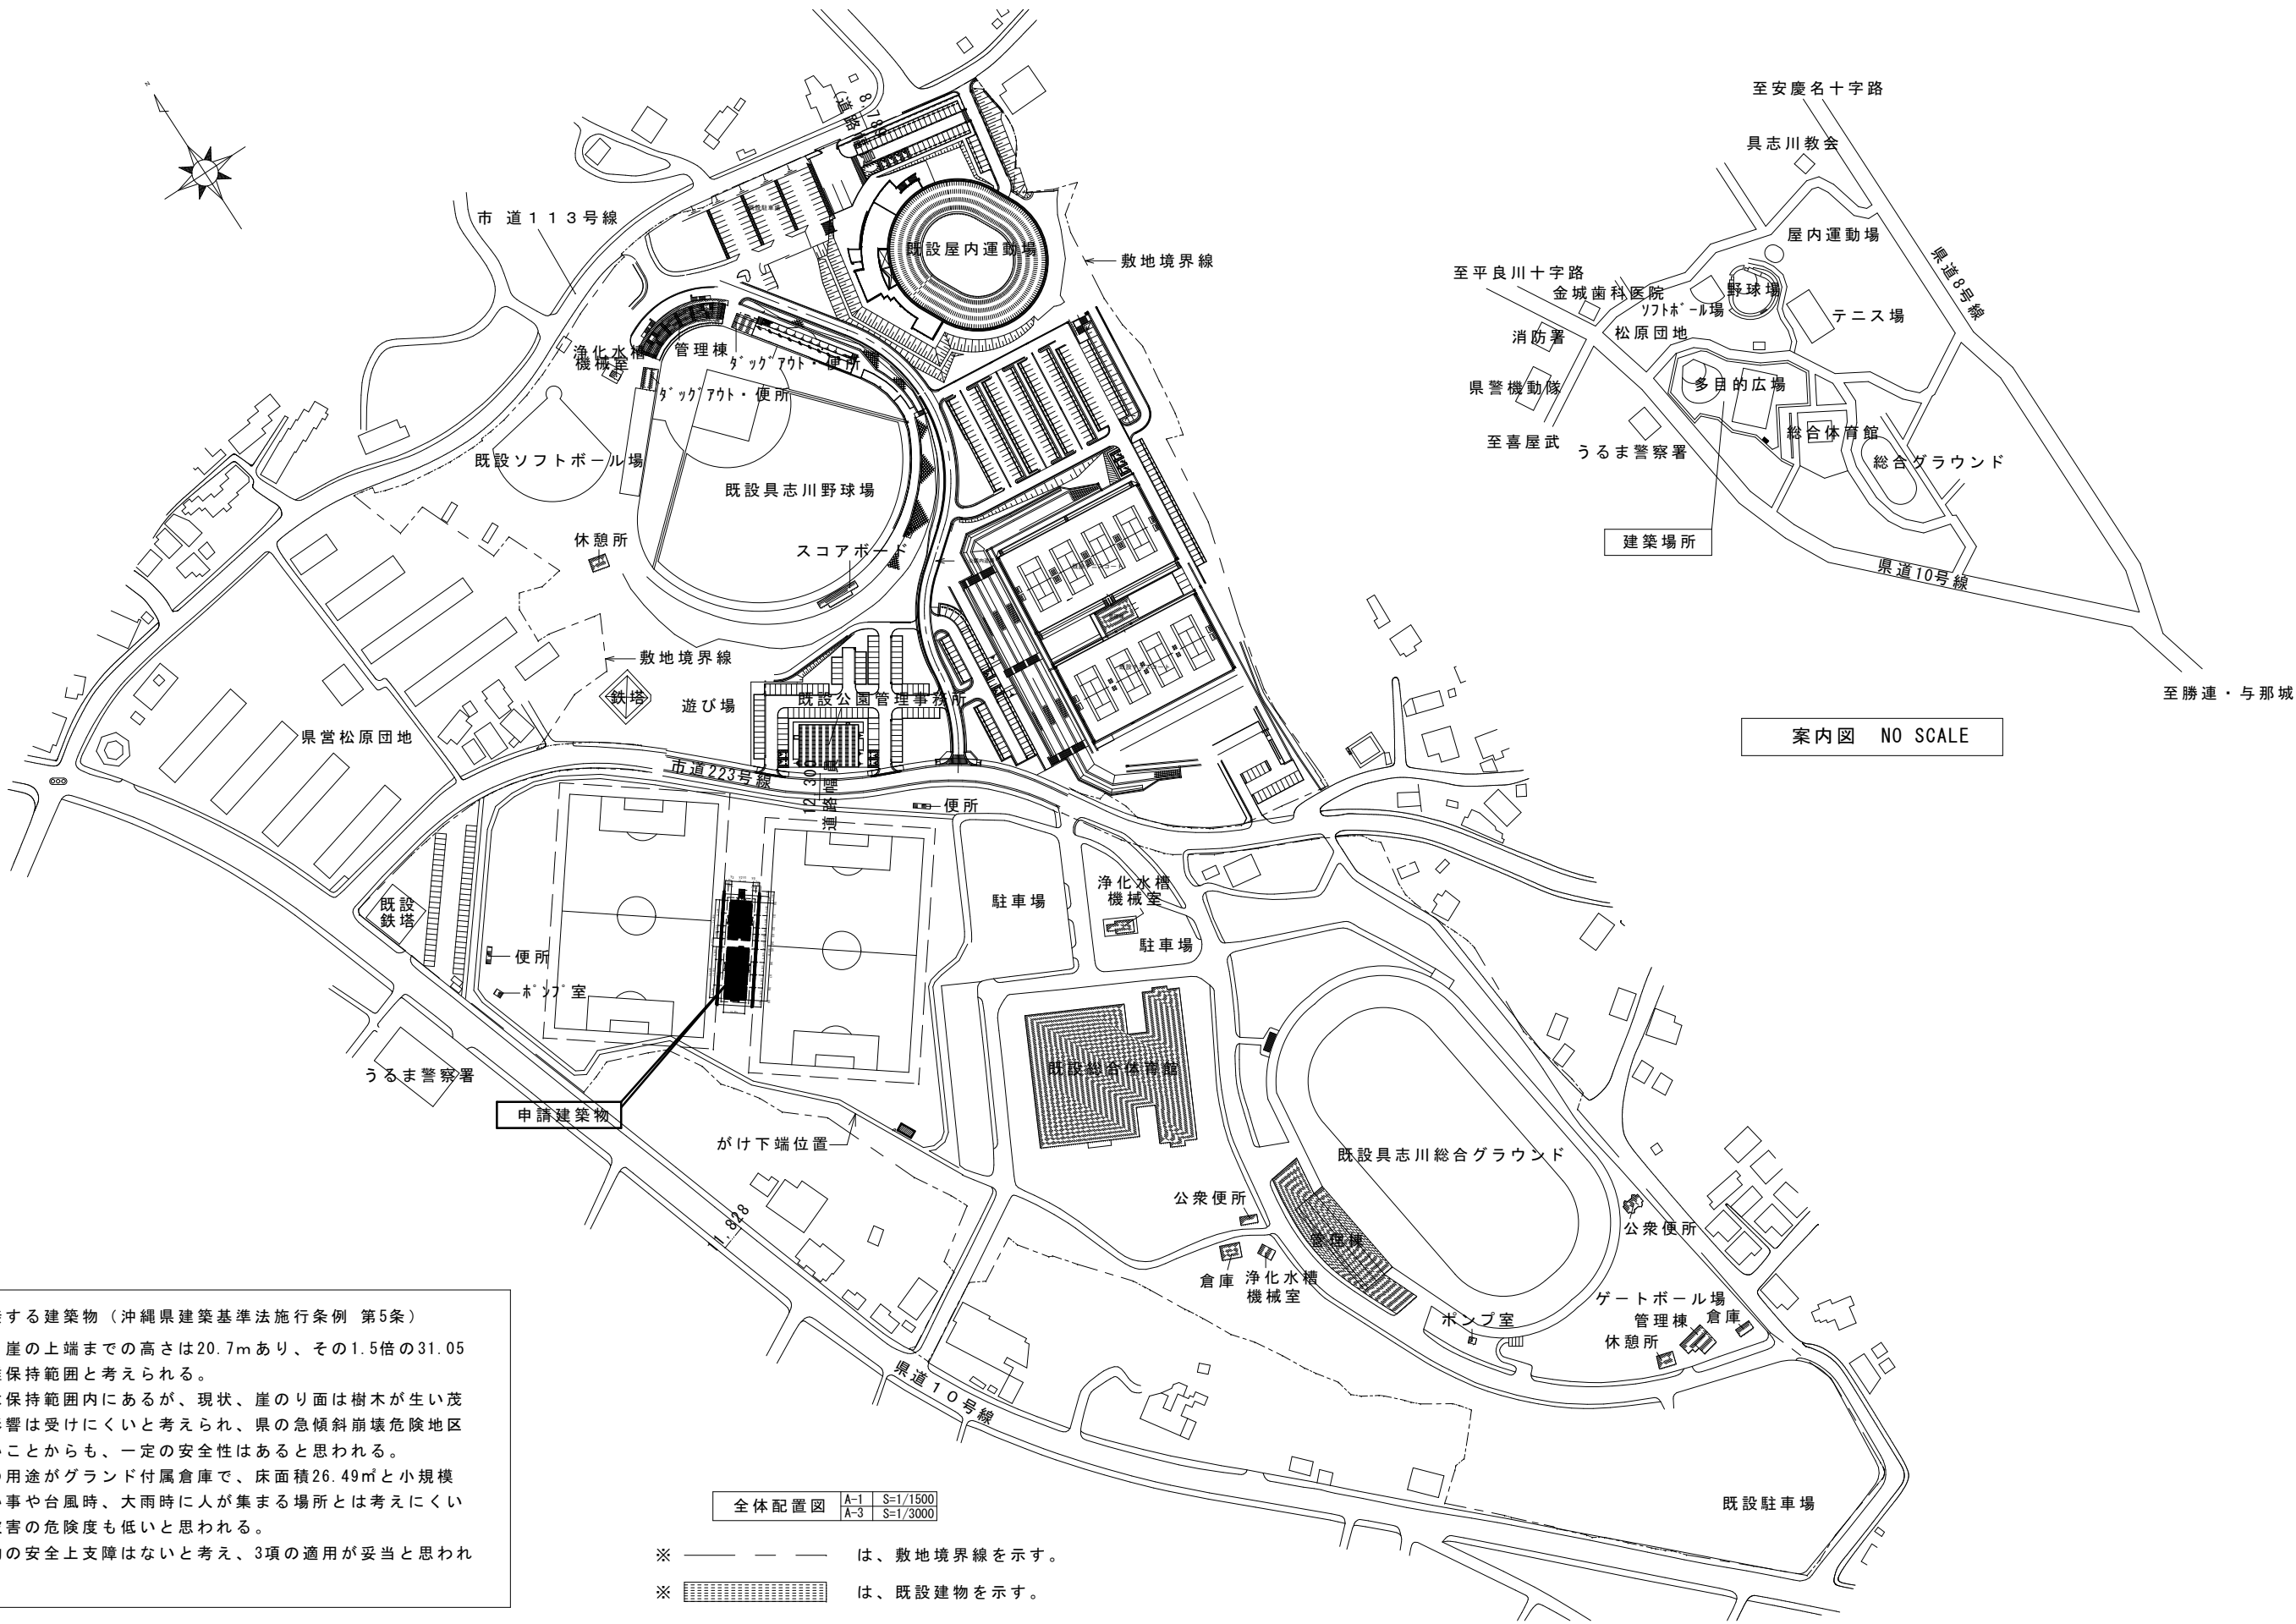 N
市 道１１３号線
8.78
道路
既設屋内運動場
敷地境界線
浄化水槽
機械室
管理棟
ﾀﾞｯｸﾞｱｳﾄ・便所
ﾀﾞｯｸﾞｱｳﾄ・便所
既設ソフトボール場
既設具志川野球場
休憩所
スコアボード
敷地境界線
鉄塔
遊び場
既設公園管理事務所
県営松原団地
市道223号線
12.30
道路幅員
便所
既設
鉄塔
便所
ﾎﾟﾝﾌﾟ室
駐車場
浄化水槽
機械室
駐車場
うるま警察署
申請建築物
がけ下端位置
11.828
既設総合体育館
既設具志川総合グラウンド
公衆便所
公衆便所
管理棟
倉庫
浄化水槽
機械室
ポンプ室
ゲートボール場
管理棟
倉庫
休憩所
県道１０号線
既設駐車場
至安慶名十字路
具志川教会
屋内運動場
県道8号線
至平良川十字路
金城歯科医院
ｿﾌﾄﾎﾞｰﾙ場
野球場
テニス場
消防署
松原団地
県警機動隊
多目的広場
至喜屋武
うるま警察署
総合体育館
総合グラウンド
建築場所
県道10号線
至勝連・与那城
案内図　NO SCALE
する建築物（沖縄県建築基準法施行条例 第5条）
崖の上端までの高さは20.7mあり、その1.5倍の31.05
保持範囲と考えられる。
保持範囲内にあるが、現状、崖のり面は樹木が生い茂
響は受けにくいと考えられ、県の急傾斜崩壊危険地区
ことからも、一定の安全性はあると思われる。
用途がグランド付属倉庫で、床面積26.49㎡と小規模
事や台風時、大雨時に人が集まる場所とは考えにくい
害の危険度も低いと思われる。
の安全上支障はないと考え、3項の適用が妥当と思われ
全体配置図 A-1 S=1/1500
A-3 S=1/3000
※ は、敷地境界線を示す。
※ は、既設建物を示す。